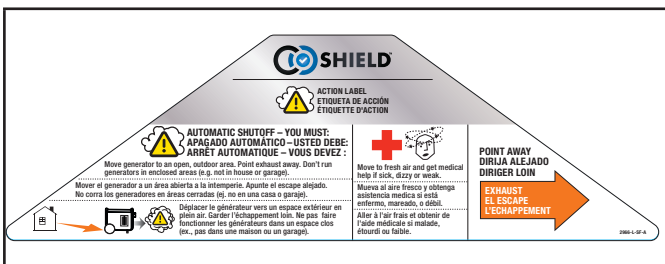 CO SHIELD™
ACTION LABEL
ETIQUETA DE ACCIÓN
ÉTIQUETTE D'ACTION
AUTOMATIC SHUTOFF – YOU MUST:
APAGADO AUTOMÁTICO – USTED DEBE:
ARRÊT AUTOMATIQUE – VOUS DEVEZ :
Move generator to an open, outdoor area. Point exhaust away. Don't run
generators in enclosed areas (e.g. not in house or garage).
Mover el generador a un área abierta a la intemperie. Apunte el escape alejado.
No corra los generadores en áreas cerradas (ej. no en una casa o garaje).
Déplacer le générateur vers un espace extérieur en
plein air. Garder l'échappement loin. Ne pas faire
fonctionner les générateurs dans un espace clos
(ex., pas dans une maison ou un garage).
Move to fresh air and get medical
help if sick, dizzy or weak.
Mueva al aire fresco y obtenga
asistencia medica si está
enfermo, mareado, o débil.
Aller à l'air frais et obtenir de
l'aide médicale si malade,
étourdi ou faible.
POINT AWAY
DIRIJA ALEJADO
DIRIGER LOIN
EXHAUST
EL ESCAPE
L'ECHAPPEMENT
2966-L-SF-A